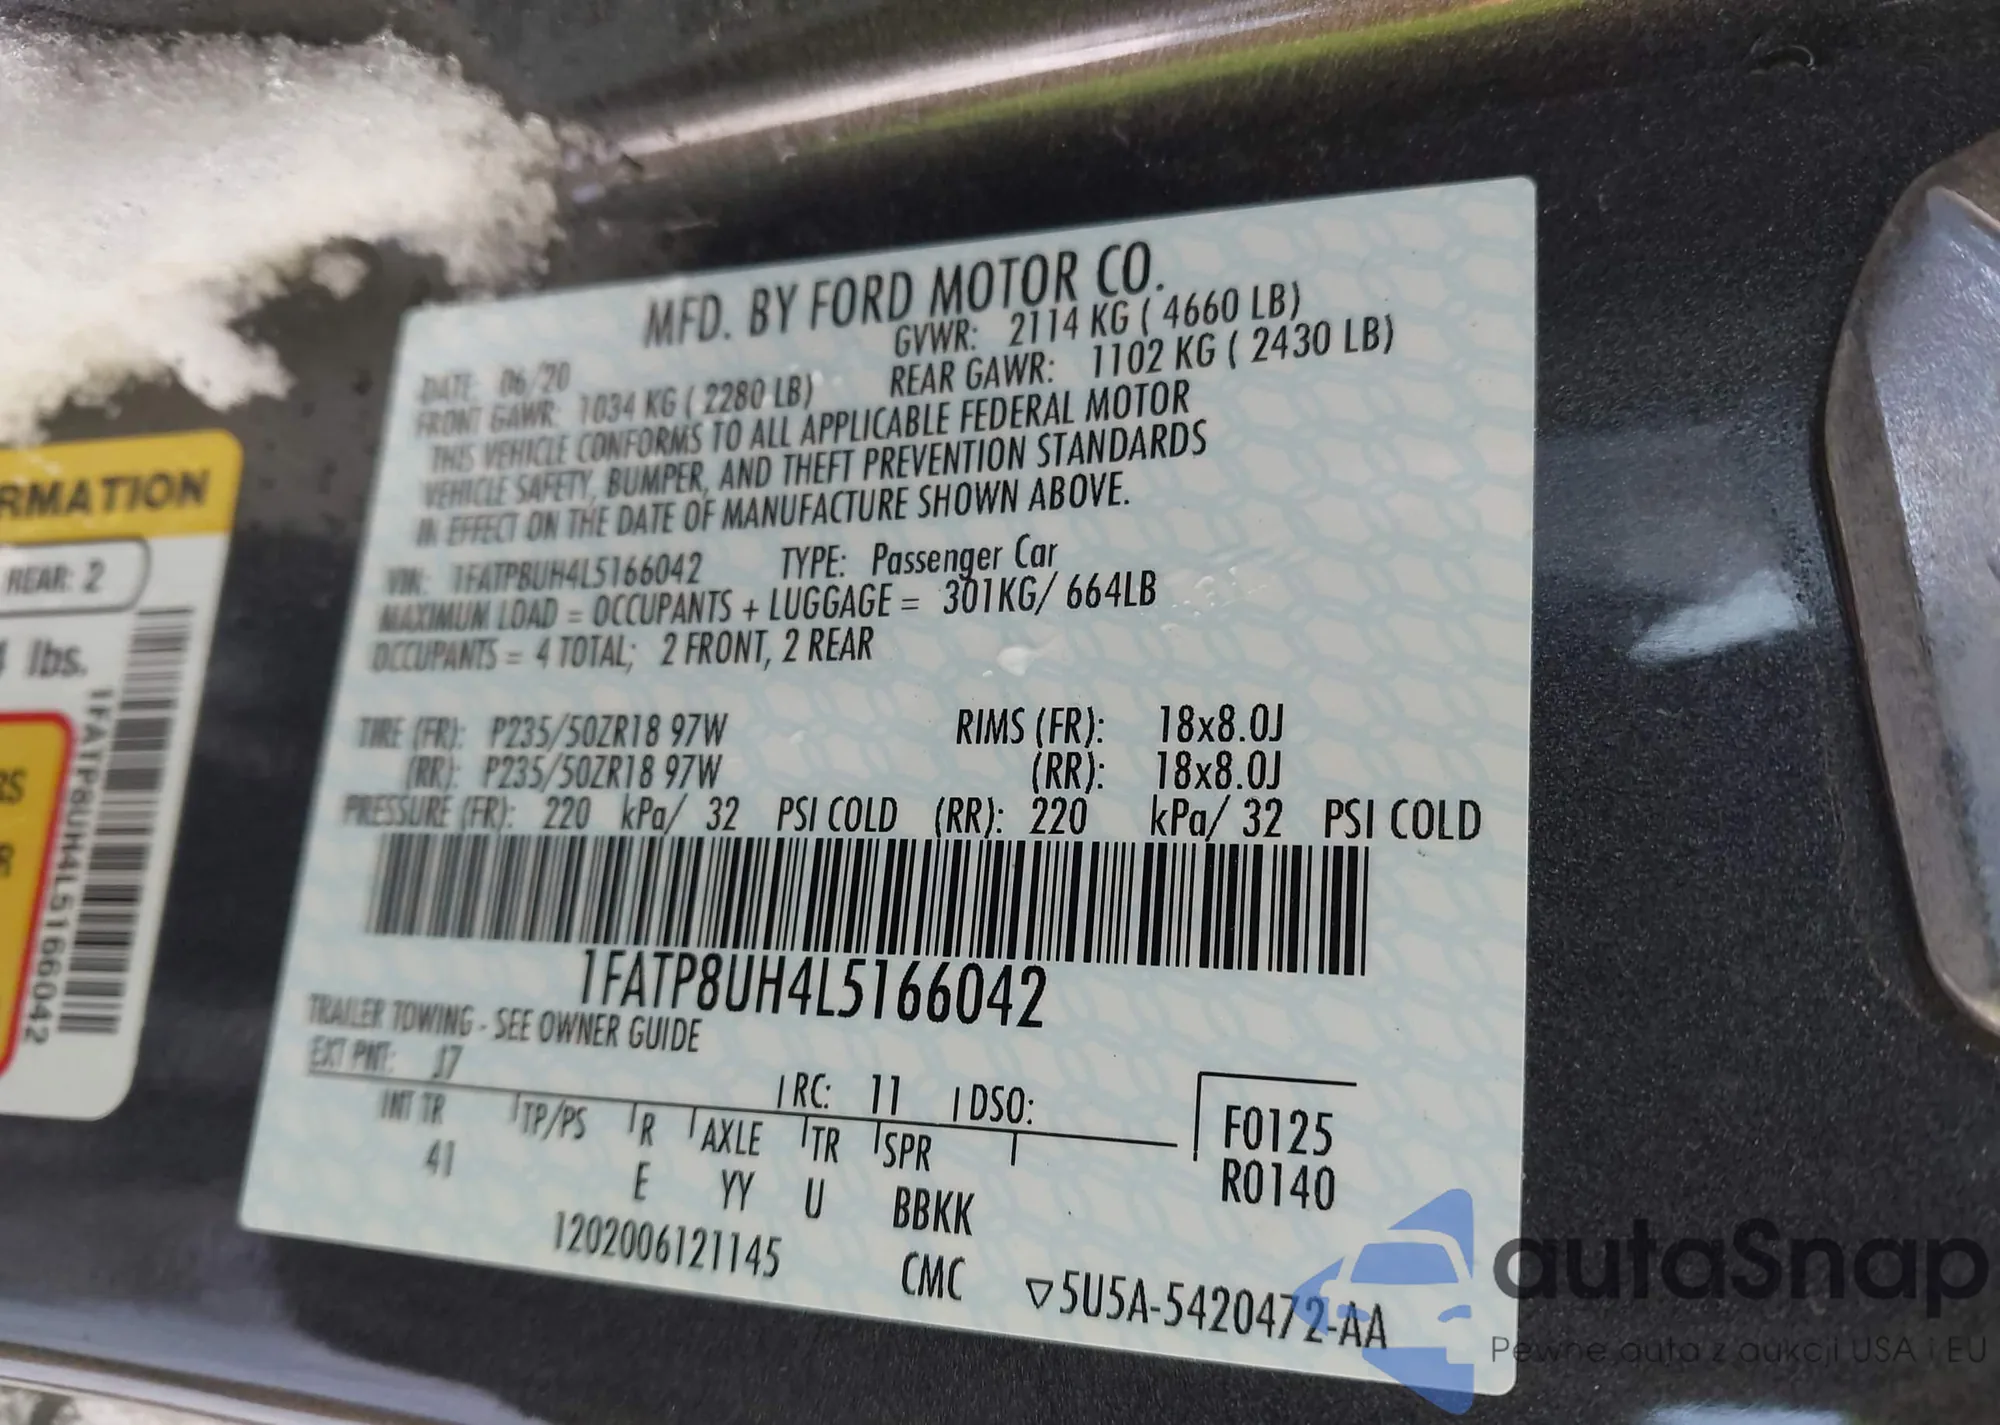 RMATION
REAR: 2
lbs.
1FATP8UH4L5166042
RS
R
MFD. BY FORD MOTOR CO.
DATE: 06/20 GVWR: 2114 KG ( 4660 LB)
FRONT GAWR: 1034 KG ( 2280 LB) REAR GAWR: 1102 KG ( 2430 LB)
THIS VEHICLE CONFORMS TO ALL APPLICABLE FEDERAL MOTOR
VEHICLE SAFETY, BUMPER, AND THEFT PREVENTION STANDARDS
IN EFFECT ON THE DATE OF MANUFACTURE SHOWN ABOVE.
VIN: 1FATP8UH4L5166042 TYPE: Passenger Car
MAXIMUM LOAD = OCCUPANTS + LUGGAGE = 301KG/ 664LB
OCCUPANTS = 4 TOTAL; 2 FRONT, 2 REAR
TIRE (FR): P235/50ZR18 97W RIMS (FR): 18x8.0J
(RR): P235/50ZR18 97W (RR): 18x8.0J
PRESSURE (FR): 220 kPa/ 32 PSI COLD (RR): 220 kPa/ 32 PSI COLD
1FATP8UH4L5166042
TRAILER TOWING - SEE OWNER GUIDE
EXT PNT: J7 RC: 11 DSO:
INT TR TP/PS R AXLE TR SPR
41 E YY U BBKK
F0125
R0140
1202006121145 CMC ▽5U5A-5420472-AA
autaSnap
Pewne auta z aukcji USA i EU